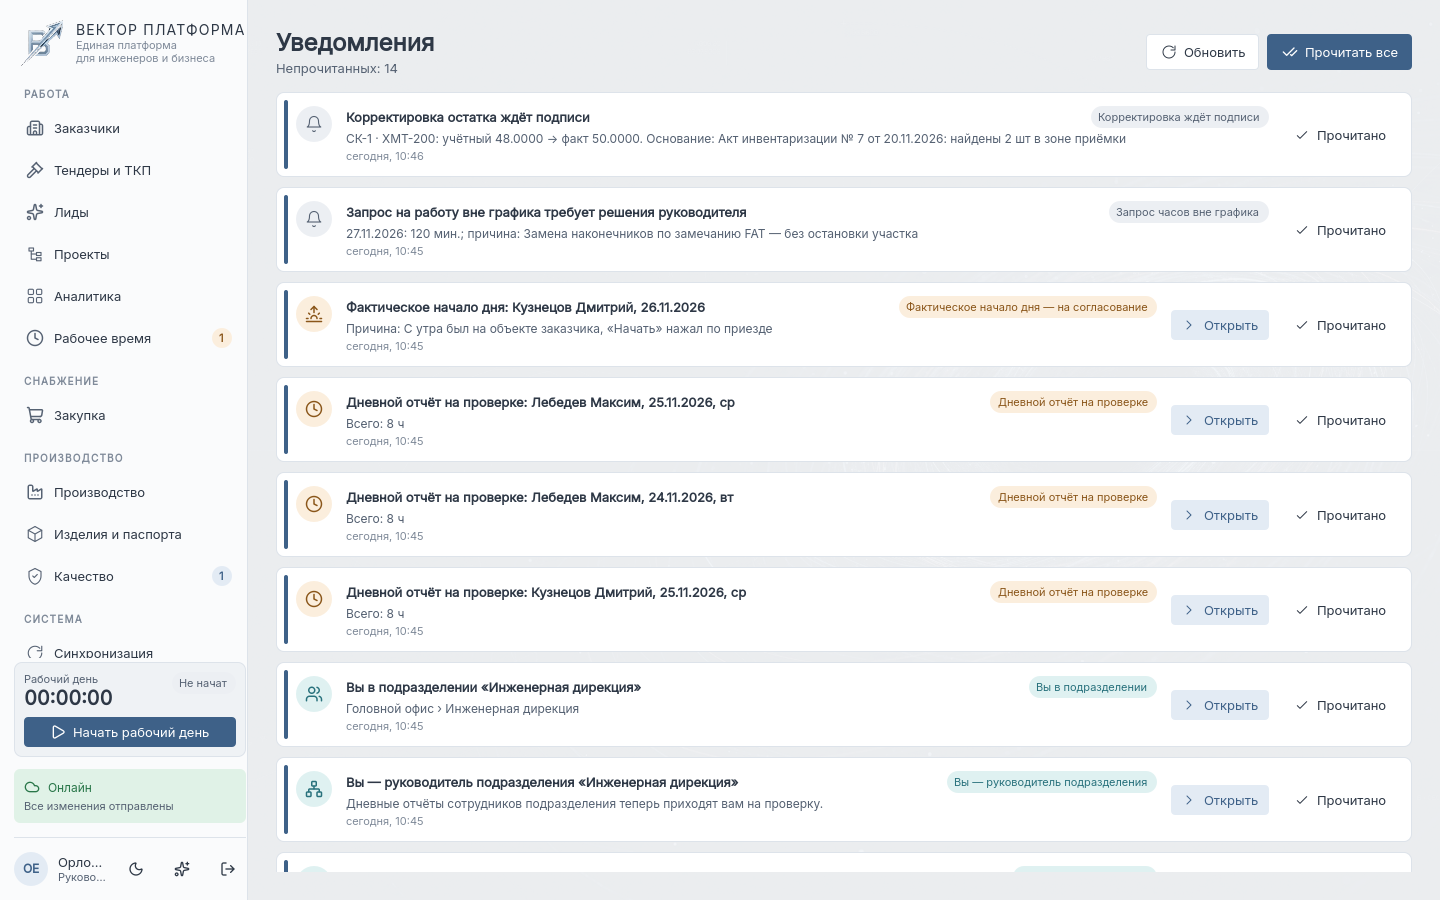 ВЕКТОР ПЛАТФОРМА
Единая платформа
для инженеров и бизнеса
РАБОТА
Заказчики
Тендеры и ТКП
Лиды
Проекты
Аналитика
Рабочее время 1
СНАБЖЕНИЕ
Закупка
ПРОИЗВОДСТВО
Производство
Изделия и паспорта
Качество 1
СИСТЕМА
Синхронизация
Рабочий день
Не начат
00:00:00
Начать рабочий день
Онлайн
Все изменения отправлены
ОЕ
Орло...
Руково...
Уведомления
Непрочитанных: 14
Обновить
Прочитать все
Корректировка остатка ждёт подписи
Корректировка ждёт подписи
СК-1 · ХМТ-200: учётный 48.0000 → факт 50.0000. Основание: Акт инвентаризации № 7 от 20.11.2026: найдены 2 шт в зоне приёмки
сегодня, 10:46
Прочитано
Запрос на работу вне графика требует решения руководителя
Запрос часов вне графика
27.11.2026: 120 мин.; причина: Замена наконечников по замечанию FAT — без остановки участка
сегодня, 10:45
Прочитано
Фактическое начало дня: Кузнецов Дмитрий, 26.11.2026
Фактическое начало дня — на согласование
Причина: С утра был на объекте заказчика, «Начать» нажал по приезде
сегодня, 10:45
Открыть
Прочитано
Дневной отчёт на проверке: Лебедев Максим, 25.11.2026, ср
Дневной отчёт на проверке
Всего: 8 ч
сегодня, 10:45
Открыть
Прочитано
Дневной отчёт на проверке: Лебедев Максим, 24.11.2026, вт
Дневной отчёт на проверке
Всего: 8 ч
сегодня, 10:45
Открыть
Прочитано
Дневной отчёт на проверке: Кузнецов Дмитрий, 25.11.2026, ср
Дневной отчёт на проверке
Всего: 8 ч
сегодня, 10:45
Открыть
Прочитано
Вы в подразделении «Инженерная дирекция»
Вы в подразделении
Головной офис › Инженерная дирекция
сегодня, 10:45
Открыть
Прочитано
Вы — руководитель подразделения «Инженерная дирекция»
Вы — руководитель подразделения
Дневные отчёты сотрудников подразделения теперь приходят вам на проверку.
сегодня, 10:45
Открыть
Прочитано